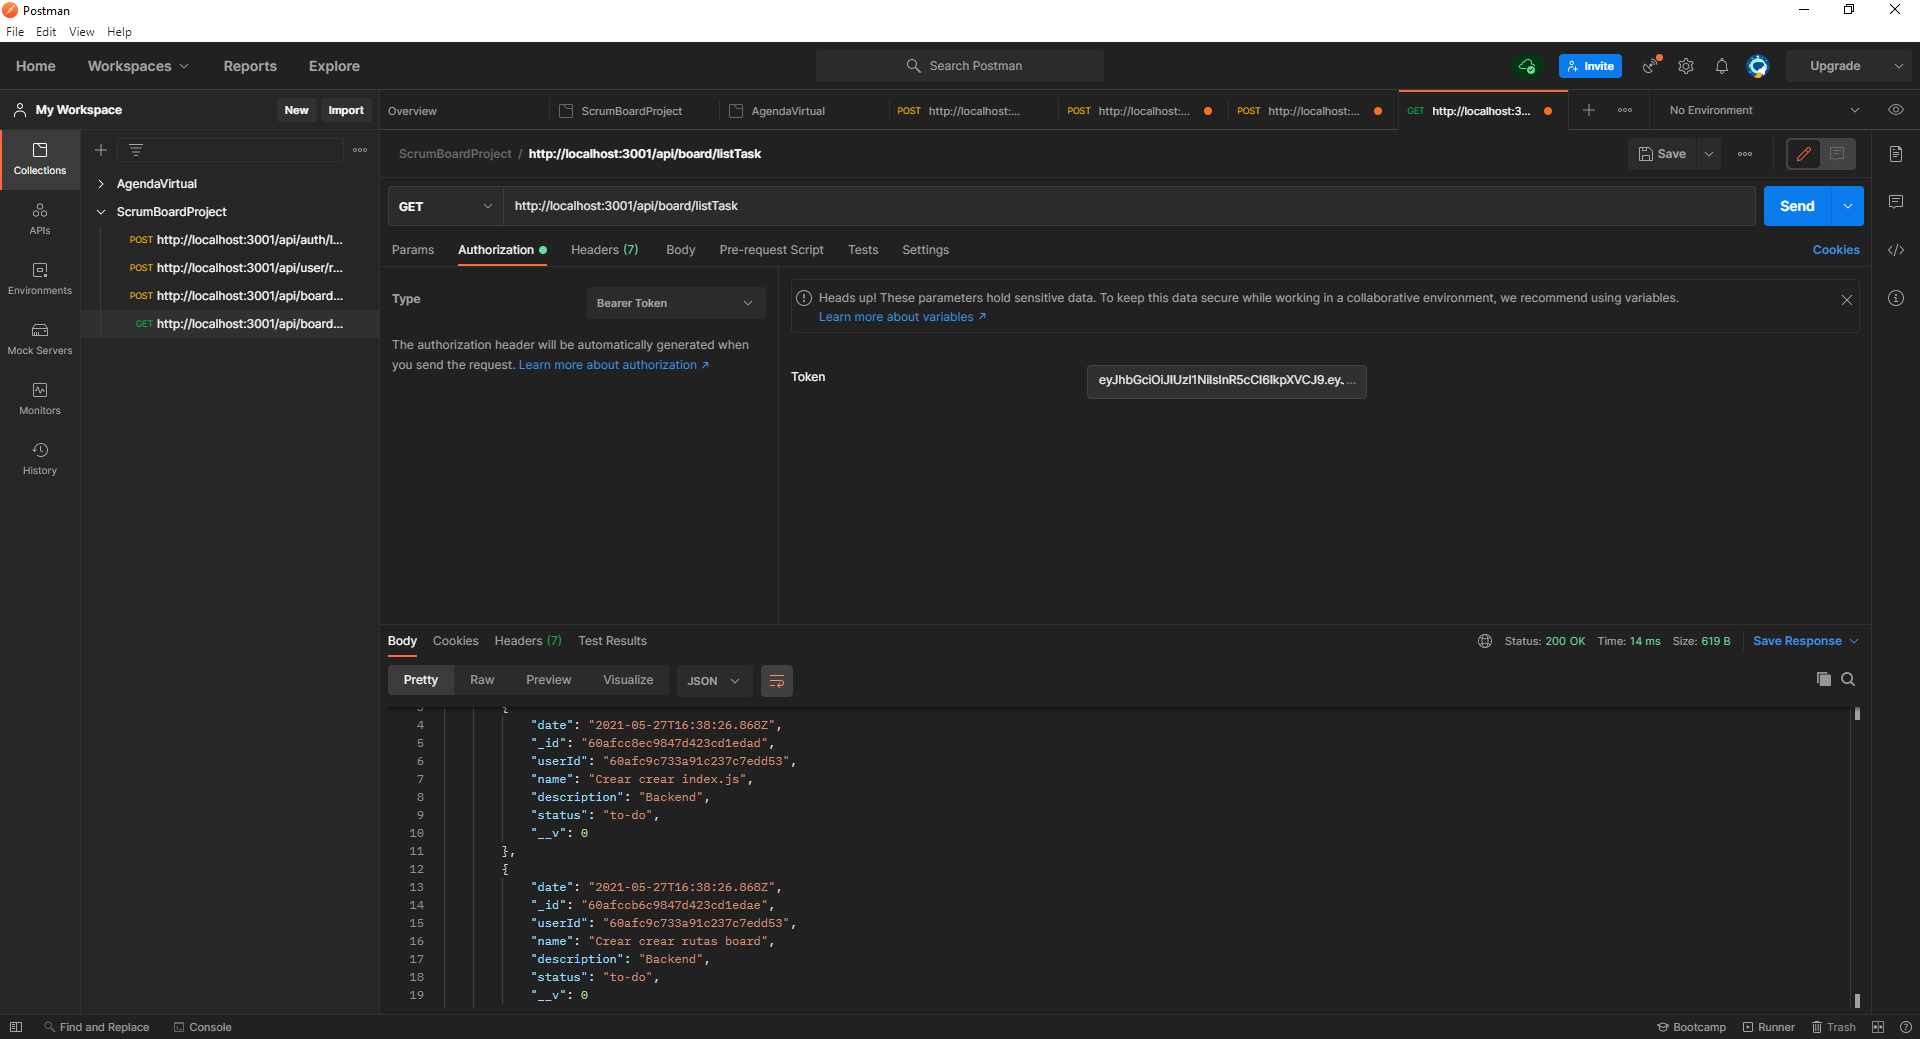 Postman
File Edit View Help
Home Workspaces Reports Explore Search Postman Invite Upgrade
My Workspace New Import Overview ScrumBoardProject AgendaVirtual POST http://localhost:... POST http://localhost:... POST http://localhost:... GET http://localhost:3... No Environment
Collections
APIs
Environments
Mock Servers
Monitors
History
AgendaVirtual
ScrumBoardProject
POST http://localhost:3001/api/auth/l...
POST http://localhost:3001/api/user/r...
POST http://localhost:3001/api/board...
GET http://localhost:3001/api/board...
ScrumBoardProject / http://localhost:3001/api/board/listTask Save
GET http://localhost:3001/api/board/listTask Send
Params Authorization Headers (7) Body Pre-request Script Tests Settings Cookies
Type Bearer Token
The authorization header will be automatically generated when
you send the request. Learn more about authorization ↗
Heads up! These parameters hold sensitive data. To keep this data secure while working in a collaborative environment, we recommend using variables.
Learn more about variables ↗
Token eyJhbGciOiJIUzI1NiIsInR5cCI6IkpXVCJ9.eyJ...
Body Cookies Headers (7) Test Results Status: 200 OK Time: 14 ms Size: 619 B Save Response
Pretty Raw Preview Visualize JSON
3 {
4 "date": "2021-05-27T16:38:26.868Z",
5 "_id": "60afcc8ec9847d423cd1edad",
6 "userId": "60afc9c733a91c237c7edd53",
7 "name": "Crear crear index.js",
8 "description": "Backend",
9 "status": "to-do",
10 "__v": 0
11 },
12 {
13 "date": "2021-05-27T16:38:26.868Z",
14 "_id": "60afccb6c9847d423cd1edae",
15 "userId": "60afc9c733a91c237c7edd53",
16 "name": "Crear crear rutas board",
17 "description": "Backend",
18 "status": "to-do",
19 "__v": 0
Find and Replace Console Bootcamp Runner Trash